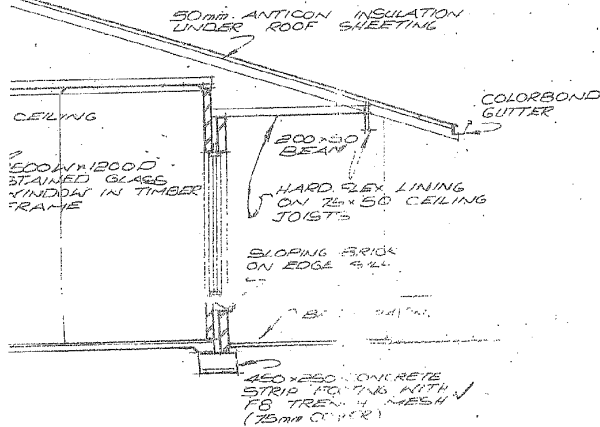 50mm. ANTICON INSULATION
UNDER ROOF SHEETING
COLORBOND
GUTTER
CEILING
200x50
BEAM
1200D
STAINED GLASS
WINDOW IN TIMBER
FRAME
HARD FLEX LINING
ON 75x50 CEILING
JOISTS
SLOPING BRICK
ON EDGE SILL
450x250 CONCRETE
STRIP FOOTING WITH
F8 TRENCH MESH
(75mm COVER)